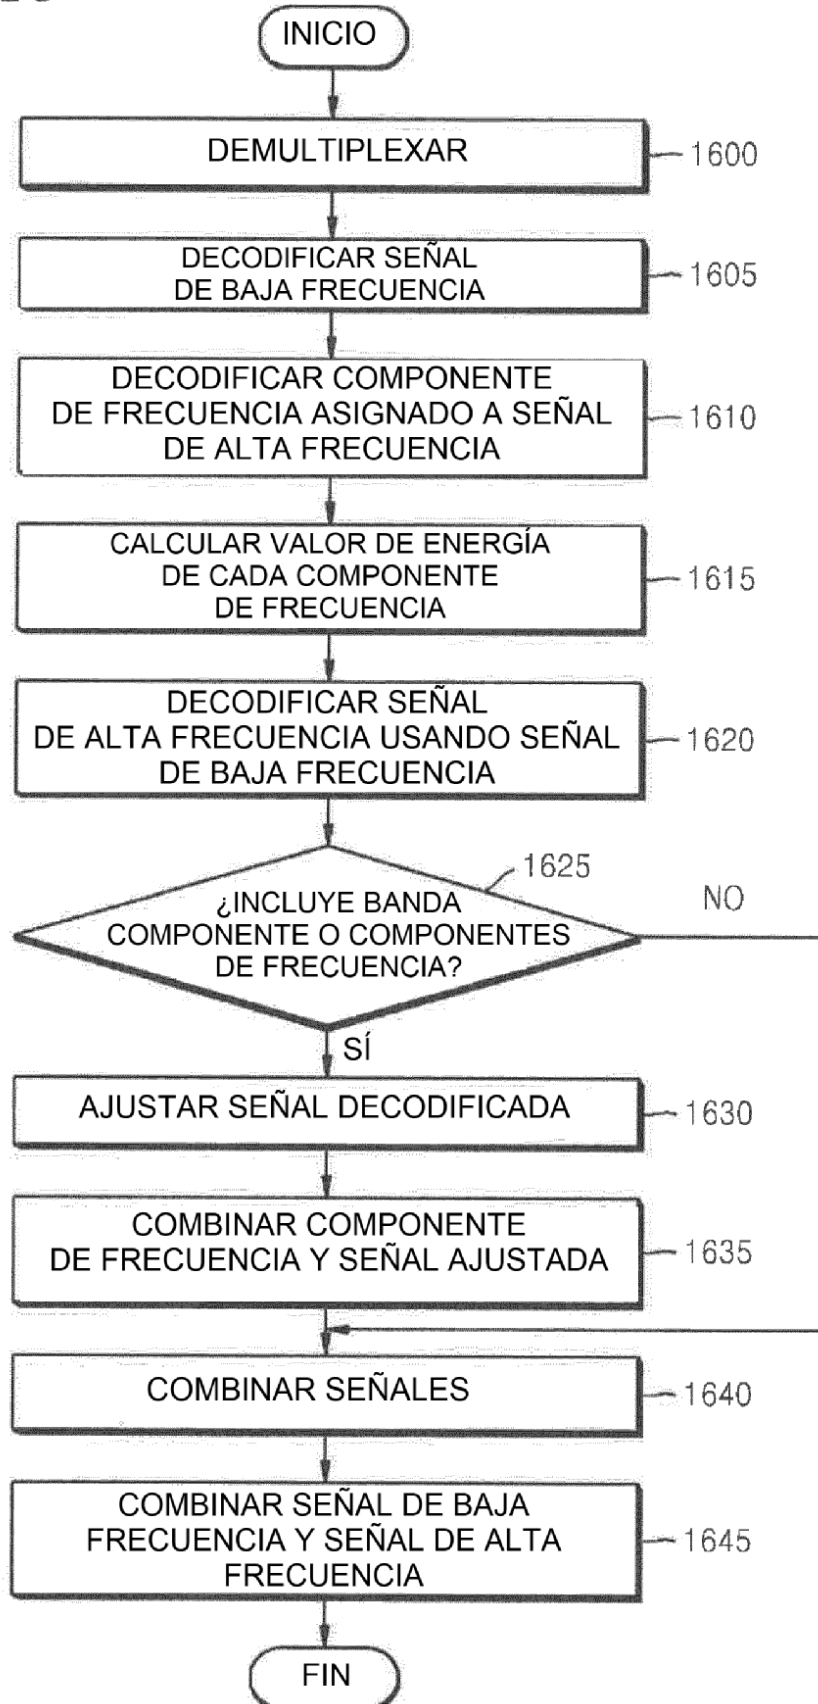 INICIO
DEMULTIPLEXAR
1600
DECODIFICAR SEÑAL
DE BAJA FRECUENCIA
1605
DECODIFICAR COMPONENTE
DE FRECUENCIA ASIGNADO A SEÑAL
DE ALTA FRECUENCIA
1610
CALCULAR VALOR DE ENERGÍA
DE CADA COMPONENTE
DE FRECUENCIA
1615
DECODIFICAR SEÑAL
DE ALTA FRECUENCIA USANDO SEÑAL
DE BAJA FRECUENCIA
1620
1625
¿INCLUYE BANDA
COMPONENTE O COMPONENTES
DE FRECUENCIA?
NO
SÍ
AJUSTAR SEÑAL DECODIFICADA
1630
COMBINAR COMPONENTE
DE FRECUENCIA Y SEÑAL AJUSTADA
1635
COMBINAR SEÑALES
1640
COMBINAR SEÑAL DE BAJA
FRECUENCIA Y SEÑAL DE ALTA
FRECUENCIA
1645
FIN